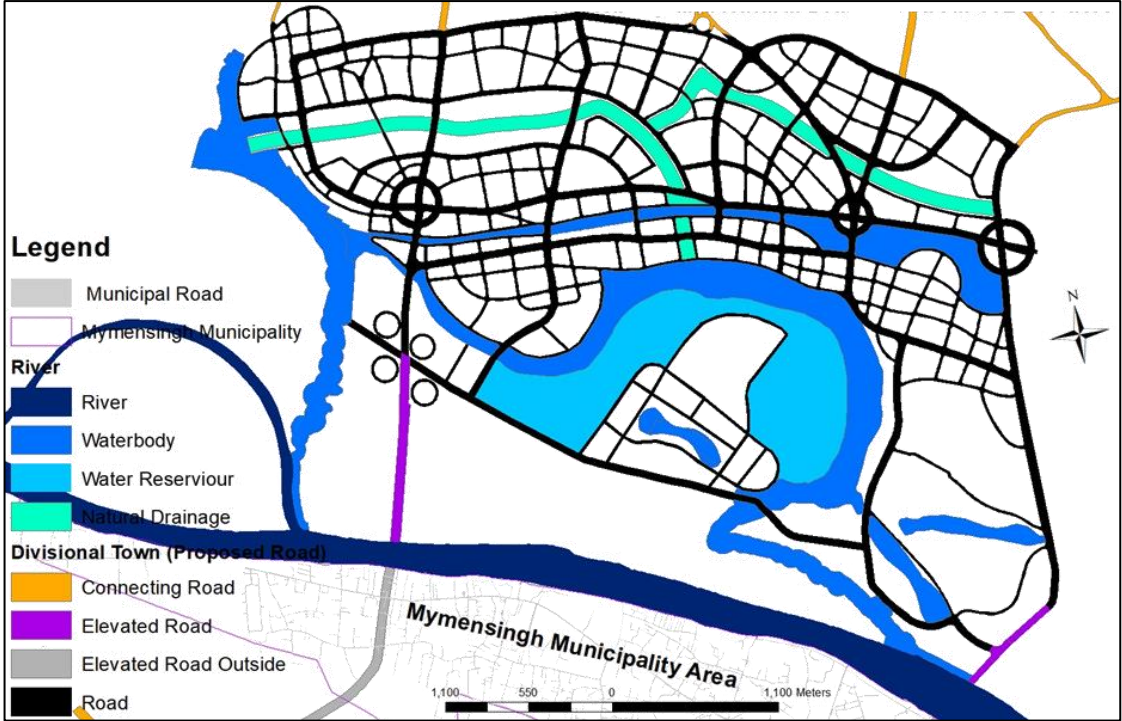 Legend
Municipal Road
Mymensingh Municipality
River
River
Waterbody
Water Reserviour
Natural Drainage
Divisional Town (Proposed Road)
Connecting Road
Elevated Road
Elevated Road Outside
Road
N
Mymensingh Municipality Area
1,100 550 0 1,100 Meters